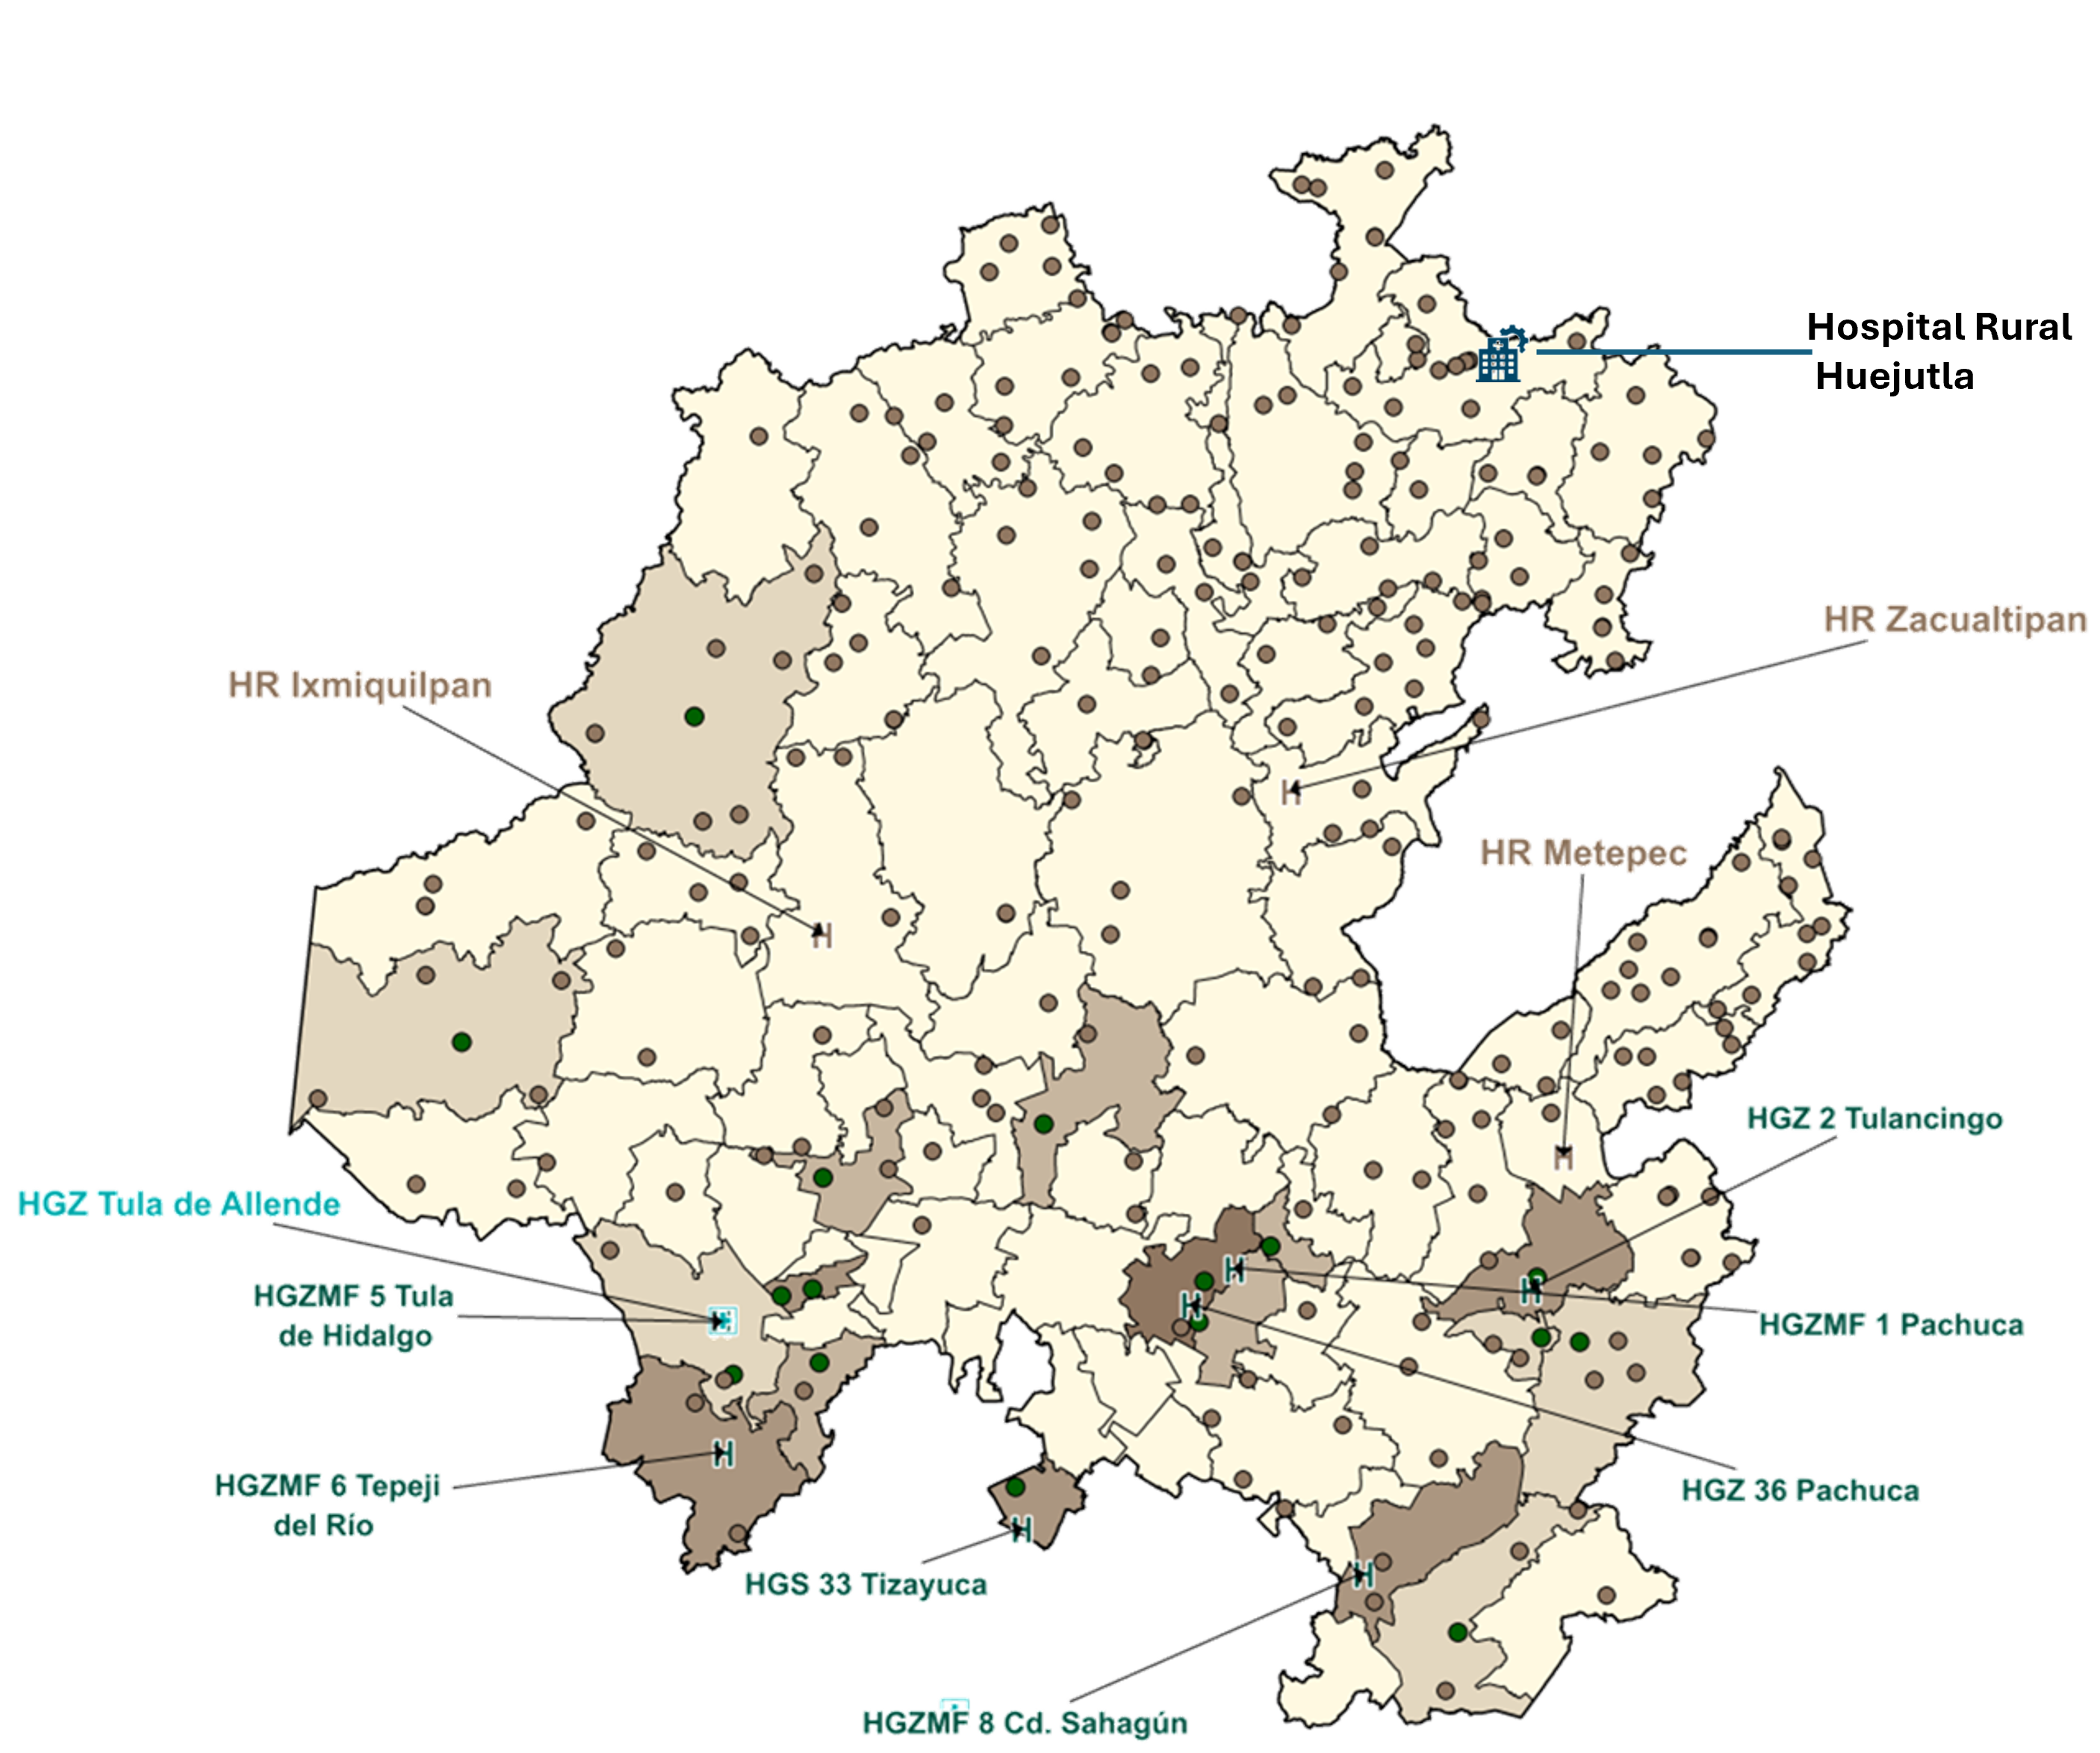 Hospital Rural
Huejutla
HR Zacualtipan
HR Ixmiquilpan
H
HR Metepec
H
HGZ 2 Tulancingo
H
HGZ Tula de Allende
H
HGZMF 5 Tula
de Hidalgo
H
H
H
HGZMF 1 Pachuca
H
HGZMF 6 Tepeji
del Río
HGZ 36 Pachuca
H
HGS 33 Tizayuca
H
HGZMF 8 Cd. Sahagún